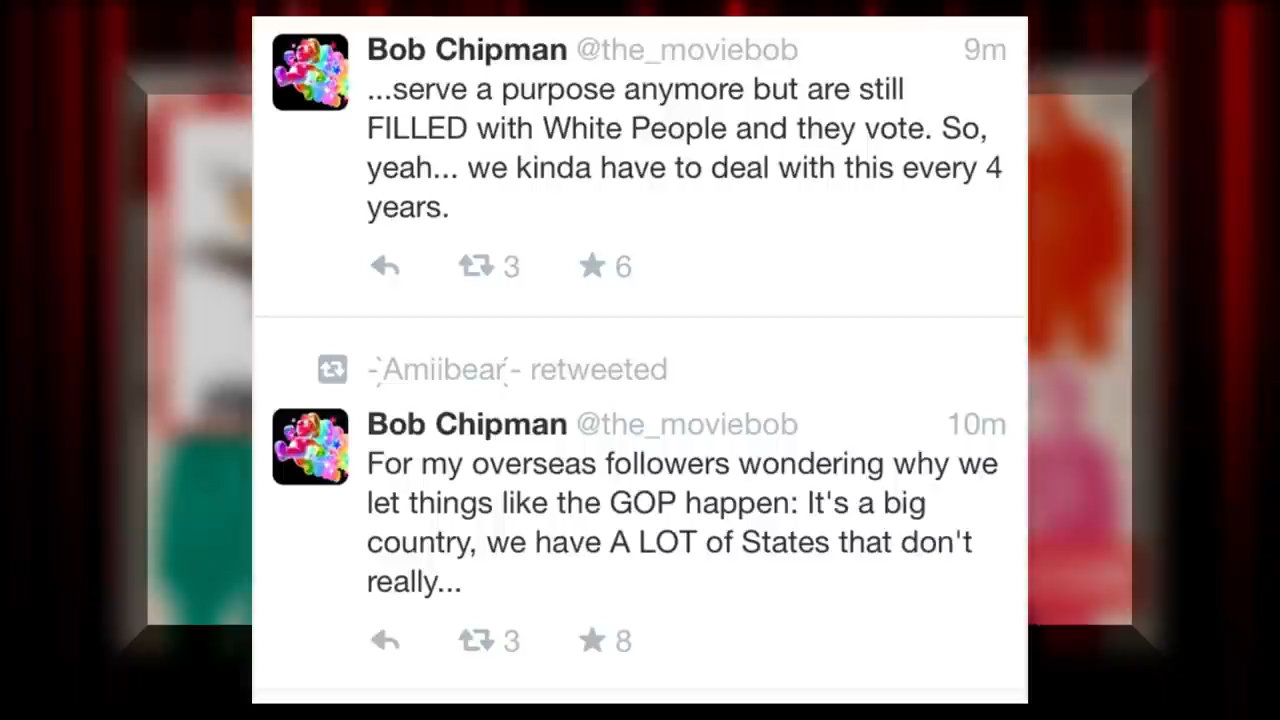 Bob Chipman @the_moviebob 9m
...serve a purpose anymore but are still
FILLED with White People and they vote. So,
yeah... we kinda have to deal with this every 4
years.
3 6
-҉Amiibear҉- retweeted
Bob Chipman @the_moviebob 10m
For my overseas followers wondering why we
let things like the GOP happen: It's a big
country, we have A LOT of States that don't
really...
3 8